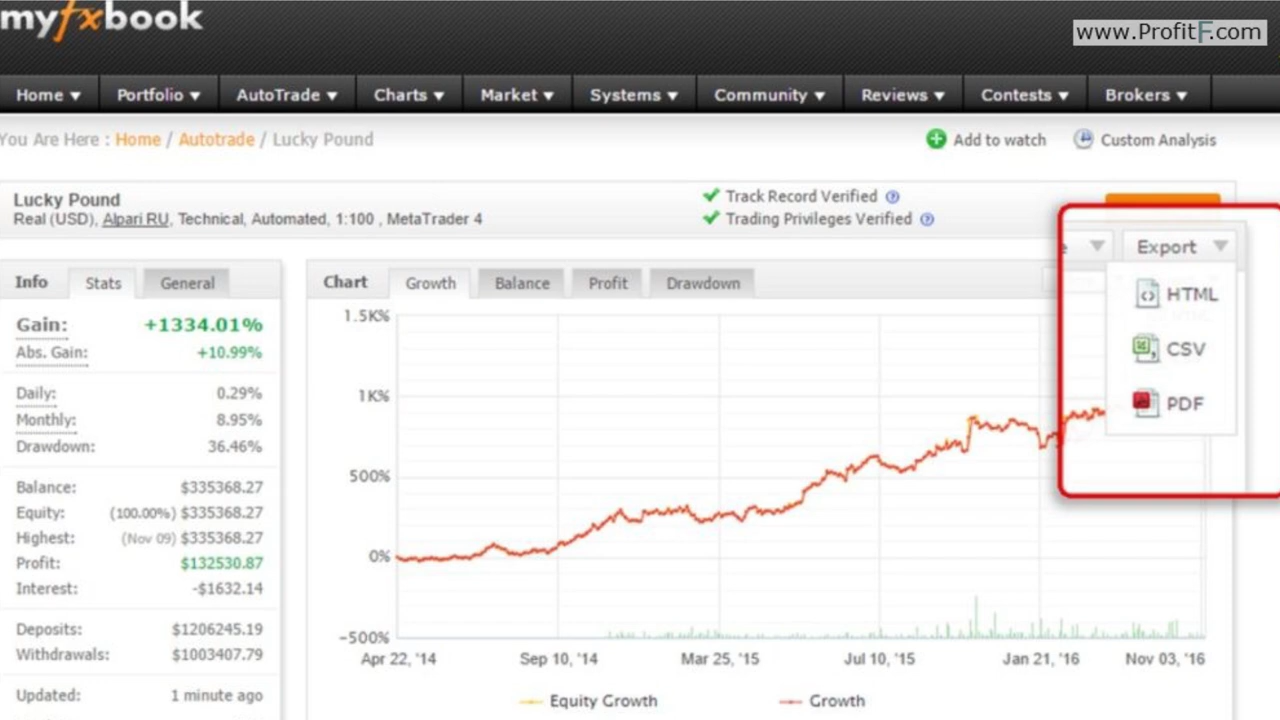 myfxbook
www.ProfitF.com
Home ▼ Portfolio ▼ AutoTrade ▼ Charts ▼ Market ▼ Systems ▼ Community ▼ Reviews ▼ Contests ▼ Brokers ▼
You Are Here : Home / Autotrade / Lucky Pound
Add to watch Custom Analysis
Lucky Pound
Real (USD), Alpari RU, Technical, Automated, 1:100 , MetaTrader 4
Track Record Verified
Trading Privileges Verified
Export
HTML
CSV
PDF
Info Stats General
Gain: +1334.01%
Abs. Gain: +10.99%
Daily: 0.29%
Monthly: 8.95%
Drawdown: 36.46%
Balance: $335368.27
Equity: (100.00%) $335368.27
Highest: (Nov 09) $335368.27
Profit: $132530.87
Interest: -$1632.14
Deposits: $1206245.19
Withdrawals: $1003407.79
Updated: 1 minute ago
Chart Growth Balance Profit Drawdown
1.5K%
1K%
500%
0%
-500%
Apr 22, '14 Sep 10, '14 Mar 25, '15 Jul 10, '15 Jan 21, '16 Nov 03, '16
Equity Growth Growth